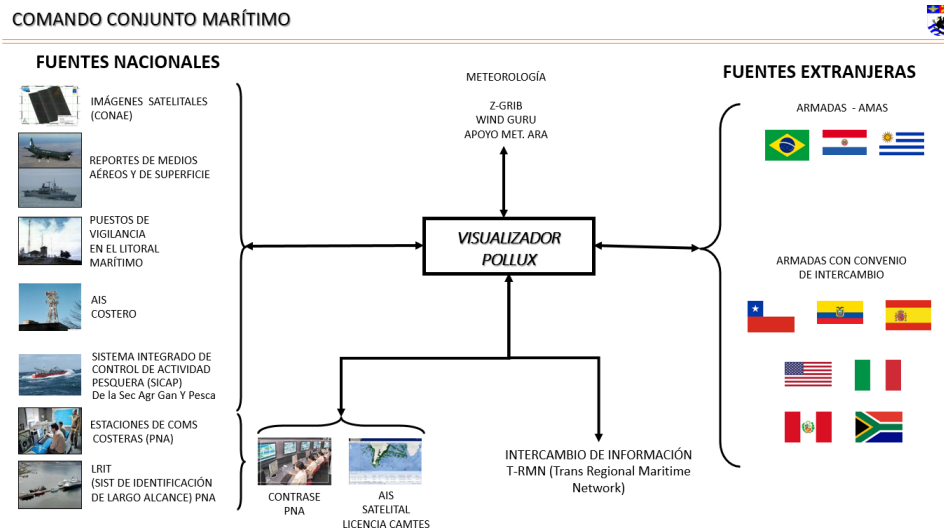 COMANDO CONJUNTO MARÍTIMO
FUENTES NACIONALES
IMÁGENES SATELITALES
(CONAE)
REPORTES DE MEDIOS
AÉREOS Y DE SUPERFICIE
PUESTOS DE
VIGILANCIA
EN EL LITORAL
MARÍTIMO
AIS
COSTERO
SISTEMA INTEGRADO DE
CONTROL DE ACTIVIDAD
PESQUERA (SICAP)
De la Sec Agr Gan Y Pesca
ESTACIONES DE COMS
COSTERAS (PNA)
LRIT
(SIST DE IDENTIFICACIÓN
DE LARGO ALCANCE) PNA
METEOROLOGÍA
Z-GRIB
WIND GURU
APOYO MET. ARA
VISUALIZADOR
POLLUX
CONTRASE
PNA
AIS
SATELITAL
LICENCIA CAMTES
INTERCAMBIO DE INFORMACIÓN
T-RMN (Trans Regional Maritime
Network)
FUENTES EXTRANJERAS
ARMADAS - AMAS
ARMADAS CON CONVENIO
DE INTERCAMBIO